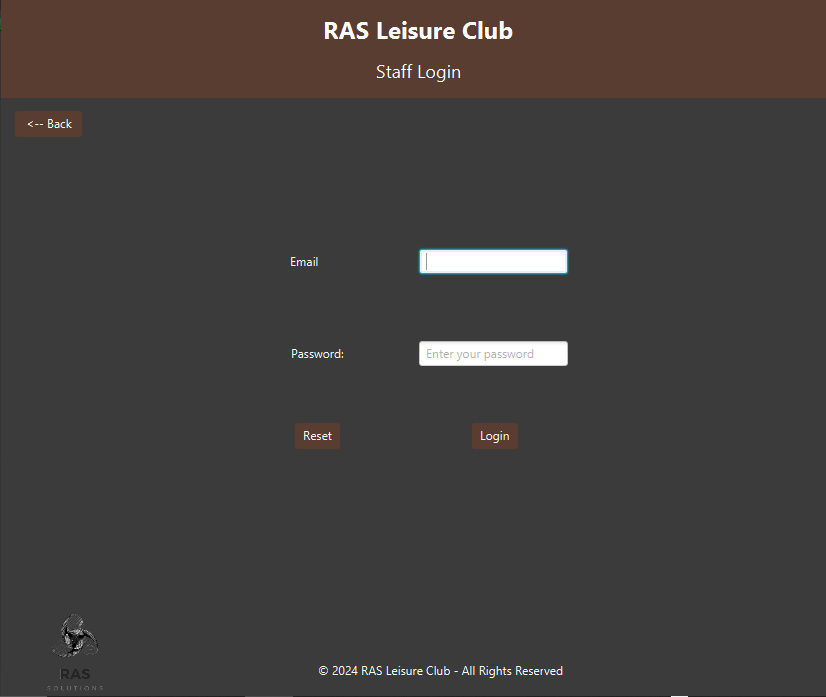 RAS Leisure Club
Staff Login
<-- Back
Email
Password:
Enter your password
Reset
Login
RAS
SOLUTIONS
© 2024 RAS Leisure Club - All Rights Reserved